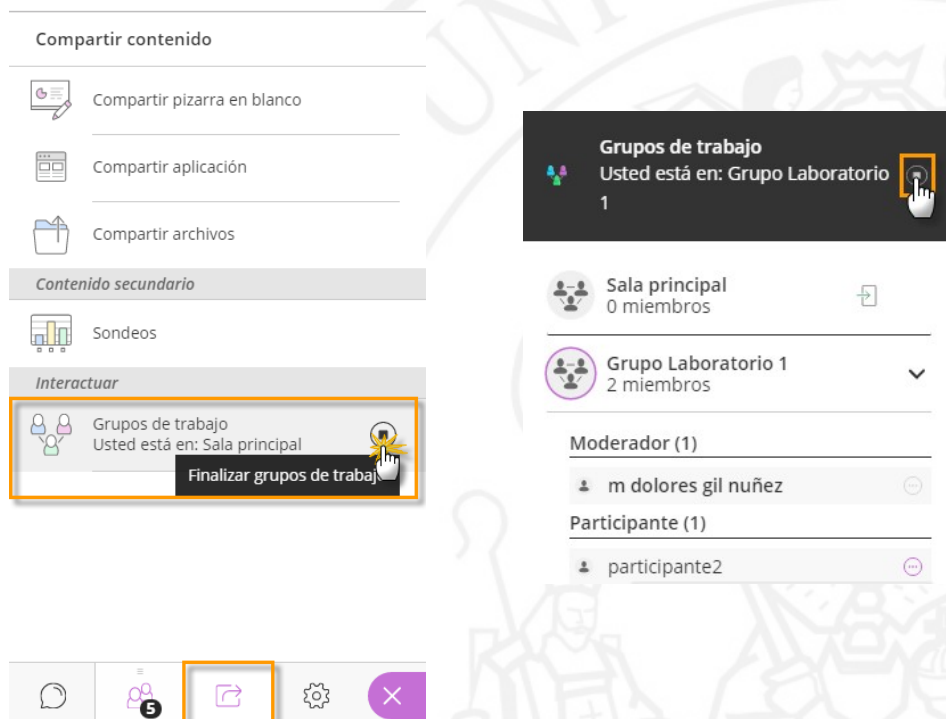 Compartir contenido
Compartir pizarra en blanco
Compartir aplicación
Compartir archivos
Contenido secundario
Sondeos
Interactuar
Grupos de trabajo
Usted está en: Sala principal
Finalizar grupos de
5
Grupos de trabajo
Usted está en: Grupo Laboratorio
1
Sala principal
0 miembros
Grupo Laboratorio 1
2 miembros
Moderador (1)
m dolores gil nuñez
Participante (1)
participante2
UNI